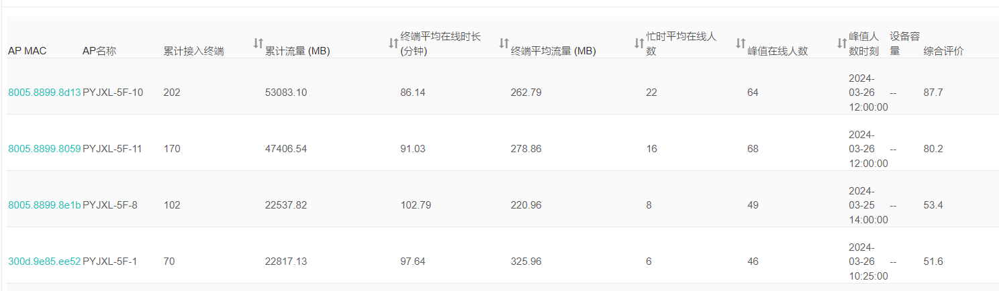 AP MAC AP名称 累计接入终端 累计流量 (MB) 终端平均在线时长 (分钟) 终端平均流量 (MB) 忙时平均在线人数 峰值在线人数 峰值人数时刻 设备容量 综合评价
8005.8899.8d13 PYJXL-5F-10 202 53083.10 86.14 262.79 22 64 2024-03-26 12:00:00 -- 87.7
8005.8899.8059 PYJXL-5F-11 170 47406.54 91.03 278.86 16 68 2024-03-26 12:00:00 -- 80.2
8005.8899.8e1b PYJXL-5F-8 102 22537.82 102.79 220.96 8 49 2024-03-25 14:00:00 -- 53.4
300d.9e85.ee52 PYJXL-5F-1 70 22817.13 97.64 325.96 6 46 2024-03-26 10:25:00 -- 51.6